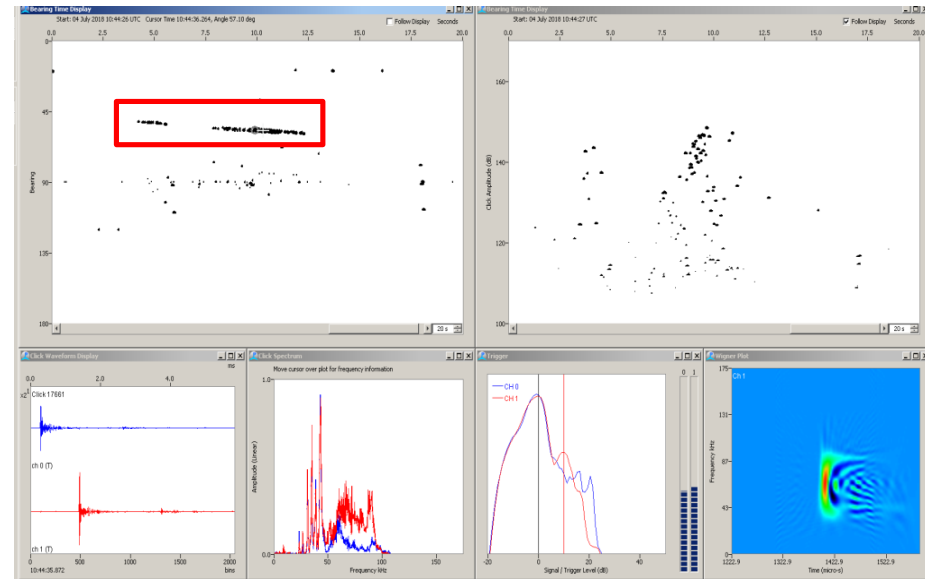 Bearing Time Display
Start: 04 July 2018 10:44:26 UTC Cursor Time 10:44:36.264, Angle 57.10 deg
Follow Display Seconds
0.0 2.5 5.0 7.5 10.0 12.5 15.0 17.5 20.0
0
45
90
135
180
Bearing
20 s
Bearing Time Display
Start: 04 July 2018 10:44:27 UTC
Follow Display Seconds
0.0 2.5 5.0 7.5 10.0 12.5 15.0 17.5 20.0
160
140
120
100
Click Amplitude (dB)
20 s
Click Waveform Display
ms
0.0 2.0 4.0
Click 17661
ch 0 (T)
ch 1 (T)
0 500 1000 1500 2000
10:44:35.872 bins
Click Spectrum
Move cursor over plot for frequency information
1.0
Amplitude (Linear)
0.0
0 50 100 150
Frequency kHz
Trigger
0 1
CH 0
CH 1
-20 0 20 40
Signal / Trigger Level (dB)
Wigner Plot
Ch 1
175
131
87
43
0
Frequency kHz
1222.9 1322.9 1422.9 1522.9
Time (micro-s)